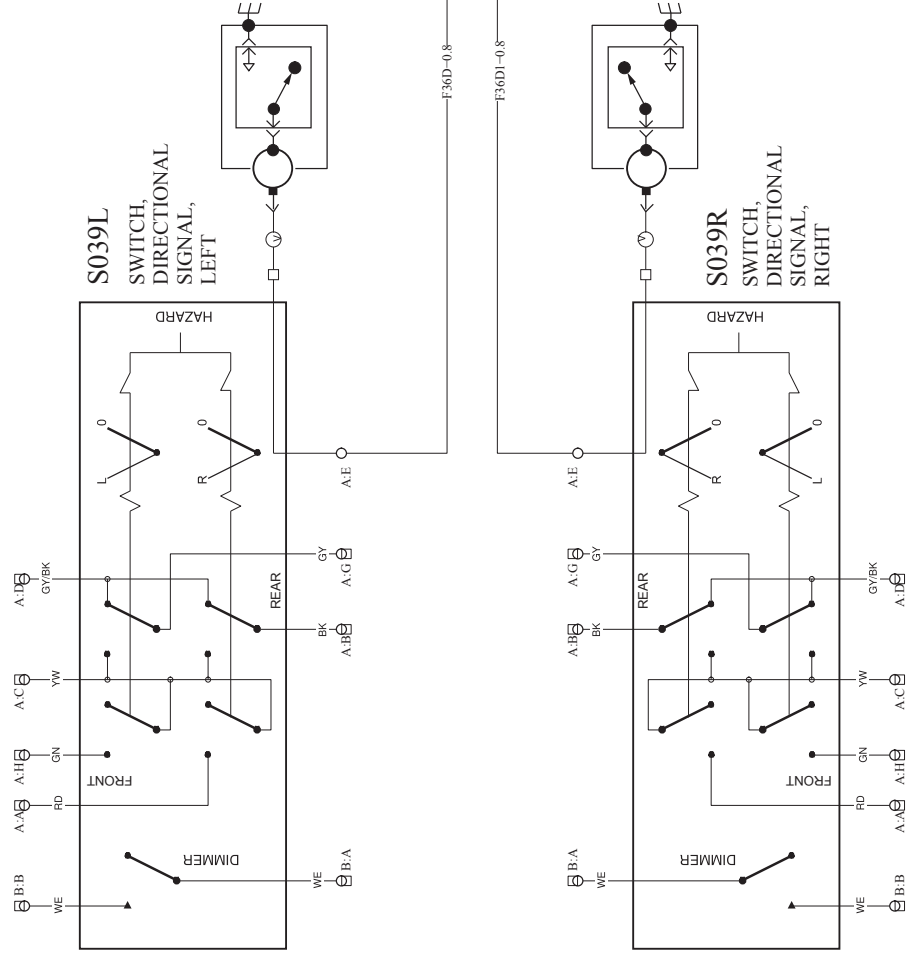 F36D-0.8
F36D1-0.8
S039L
SWITCH,
DIRECTIONAL
SIGNAL,
LEFT
S039R
SWITCH,
DIRECTIONAL
SIGNAL,
RIGHT
V
V
HAZARD
HAZARD
L
0
R
0
R
0
L
0
A:E
A:E
A:D
GY/BK
GY
A:G
REAR
BK
A:B
A:G
GY
REAR
A:B
BK
GY/BK
A:D
A:C
YW
YW
A:C
A:H
GN
FRONT
A:A
RD
FRONT
GN
A:H
RD
A:A
DIMMER
DIMMER
B:B
WE
WE
B:A
B:A
WE
WE
B:B